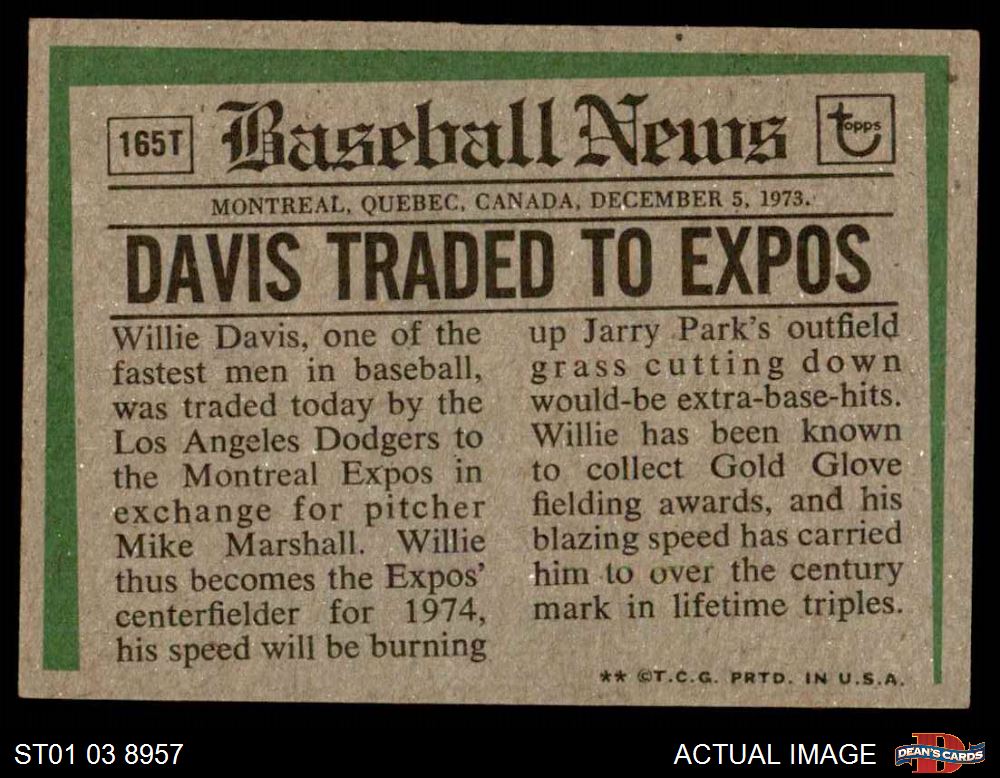 165T
Baseball News
topps
MONTREAL, QUEBEC, CANADA, DECEMBER 5, 1973.
DAVIS TRADED TO EXPOS
Willie Davis, one of the
fastest men in baseball,
was traded today by the
Los Angeles Dodgers to
the Montreal Expos in
exchange for pitcher
Mike Marshall. Willie
thus becomes the Expos'
centerfielder for 1974,
his speed will be burning
up Jarry Park's outfield
grass cutting down
would-be extra-base-hits.
Willie has been known
to collect Gold Glove
fielding awards, and his
blazing speed has carried
him to over the century
mark in lifetime triples.
** ©T.C.G. PRTD. IN U.S.A.
ST01 03 8957
ACTUAL IMAGE
D
DEAN'S CARDS